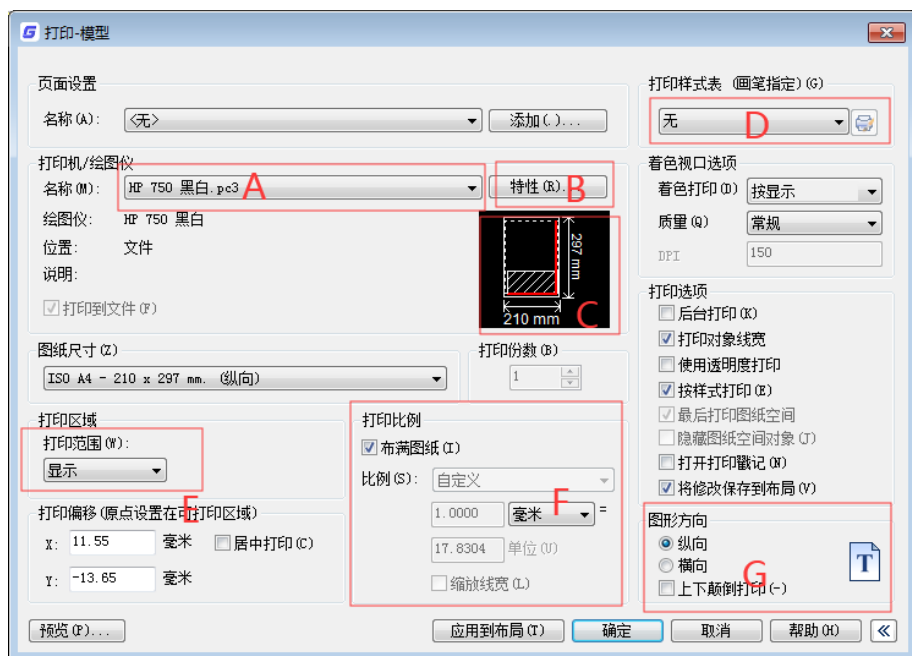 打印-模型
页面设置
名称(A): <无> 添加(.)...
打印机/绘图仪
名称(M): HP 750 黑白.pc3 A 特性(R)... B
绘图仪: HP 750 黑白
位置: 文件
说明:
打印到文件(F)
297 mm
210 mm C
图纸尺寸(Z)
ISO A4 - 210 x 297 mm. (纵向)
打印份数(B)
1
打印区域
打印范围(W):
显示
E
打印偏移(原点设置在可打印区域)
X: 11.55 毫米 居中打印(C)
Y: -13.65 毫米
打印比例
布满图纸(I)
比例(S): 自定义
F
1.0000 毫米 =
17.8304 单位(U)
缩放线宽(L)
打印样式表 (画笔指定)(G)
无 D
着色视口选项
着色打印(D) 按显示
质量(Q) 常规
DPI 150
打印选项
后台打印(K)
打印对象线宽
使用透明度打印
按样式打印(E)
最后打印图纸空间
隐藏图纸空间对象(J)
打开打印戳记(N)
将修改保存到布局(V)
图形方向
纵向
横向
上下颠倒打印(-)
G
T
预览(P)... 应用到布局(T) 确定 取消 帮助(H) «